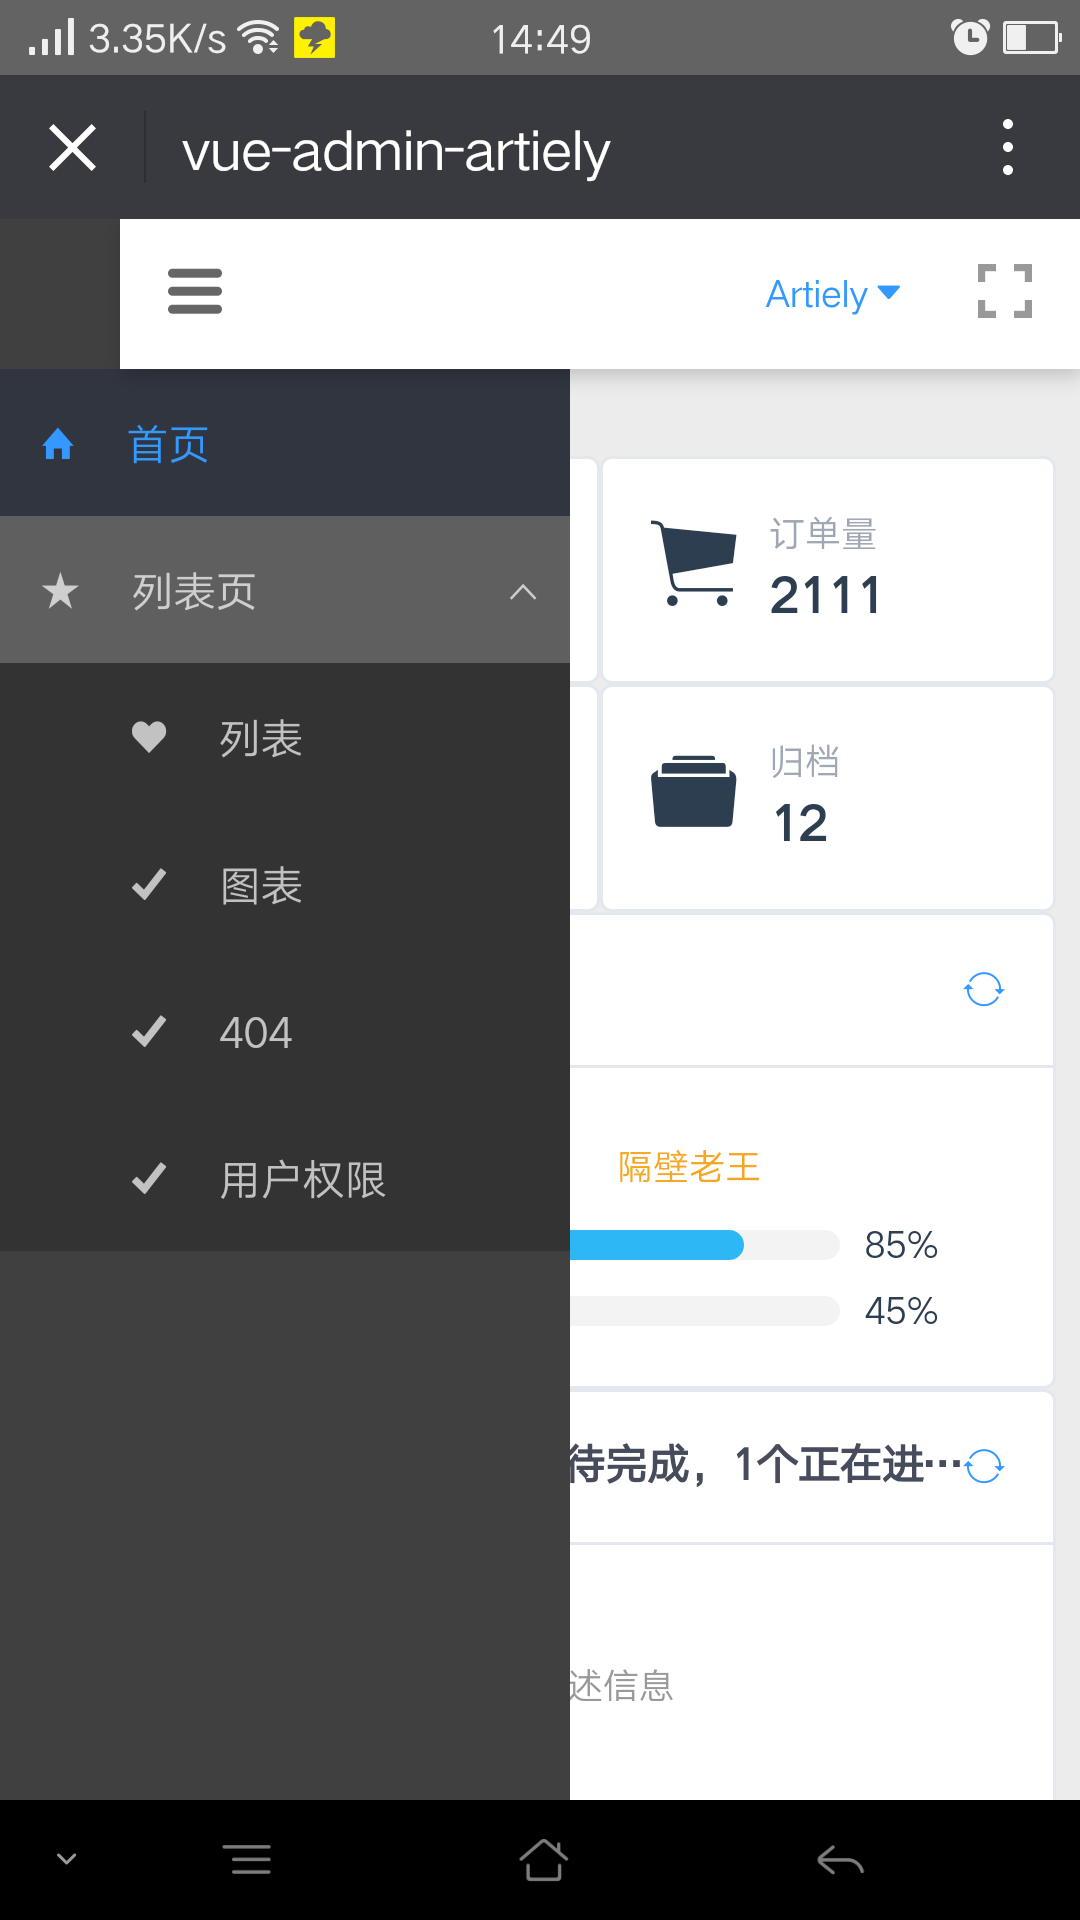 3.35K/s 14:49
vue-admin-artiely
Artiely
首页
列表页
列表
图表
404
用户权限
订单量
2111
归档
12
隔壁老王
85%
45%
待完成，1个正在进···
述信息